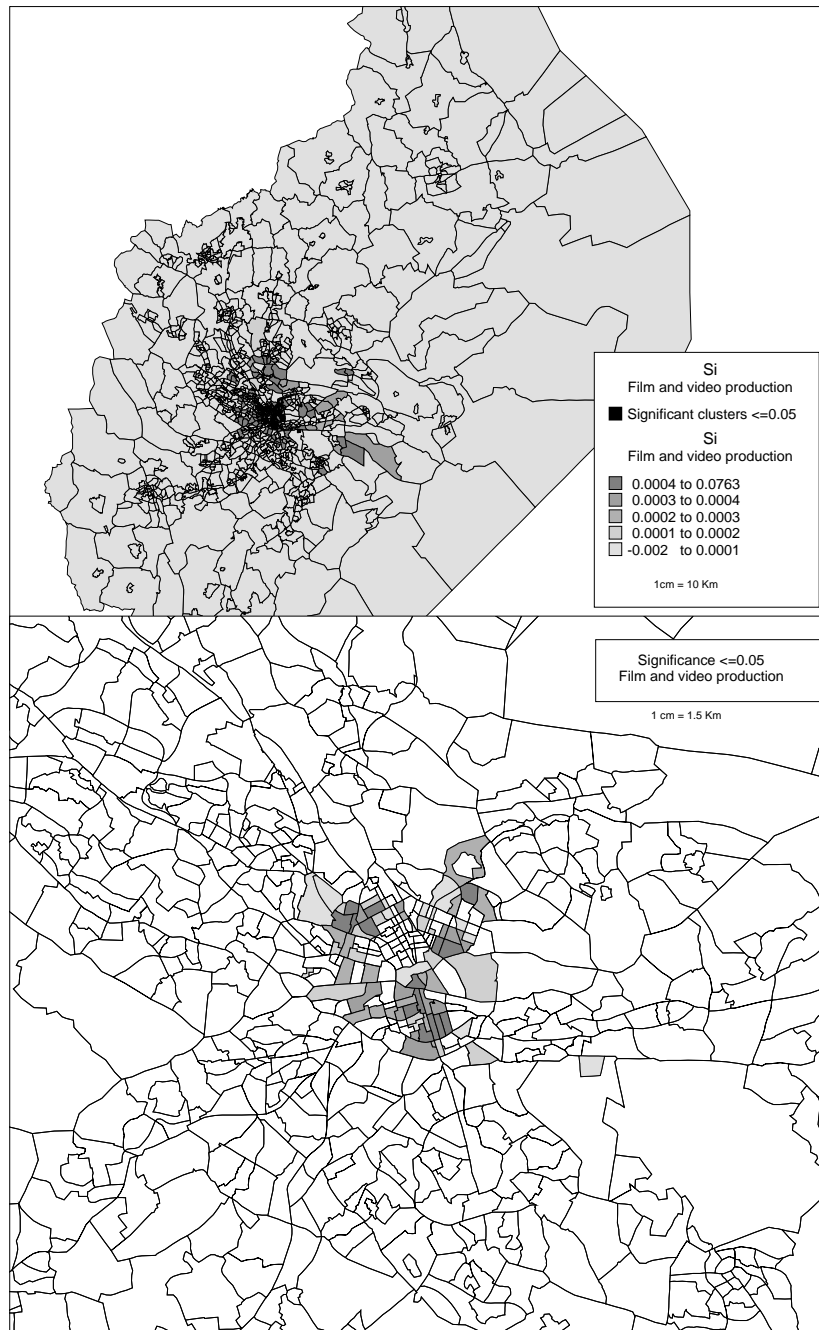 Si
Film and video production
Significant clusters <=0.05
Si
Film and video production
0.0004 to 0.0763
0.0003 to 0.0004
0.0002 to 0.0003
0.0001 to 0.0002
-0.002 to 0.0001
1cm = 10 Km
Significance <=0.05
Film and video production
1 cm = 1.5 Km